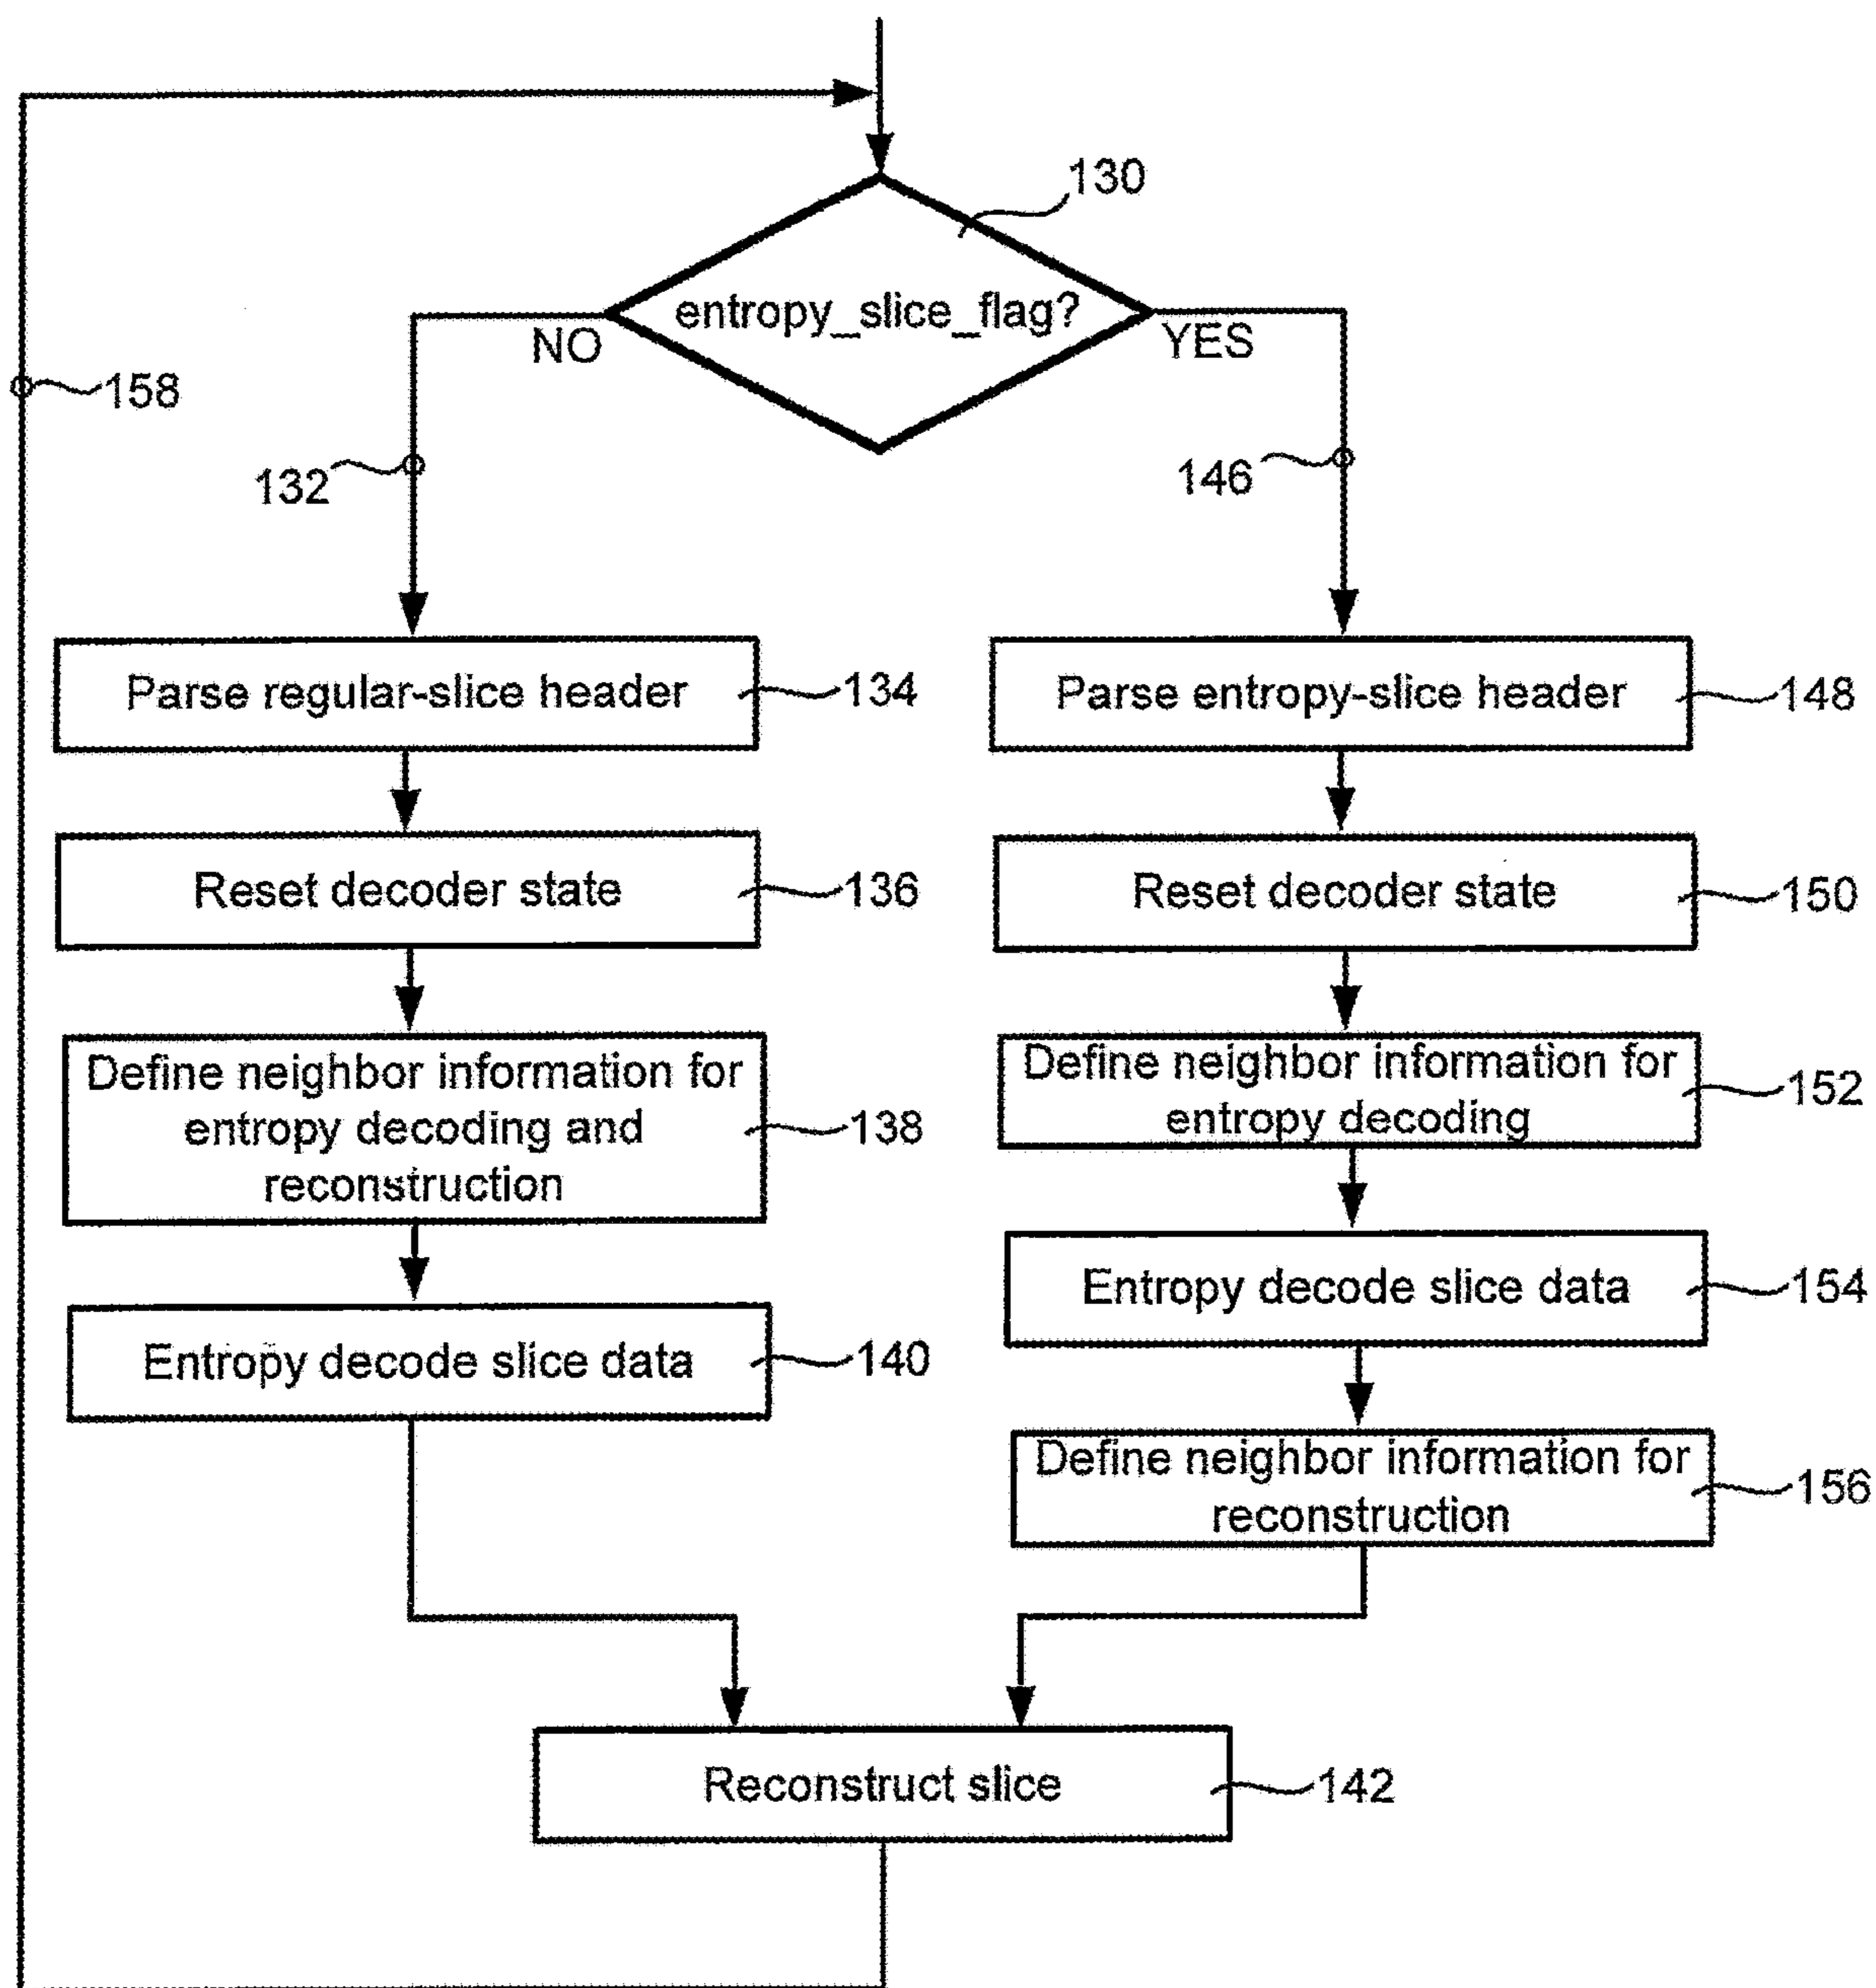 130
entropy_slice_flag?
NO
YES
158
132
146
Parse regular-slice header
134
Parse entropy-slice header
148
Reset decoder state
136
Reset decoder state
150
Define neighbor information for
entropy decoding and
reconstruction
138
Define neighbor information for
entropy decoding
152
Entropy decode slice data
154
Entropy decode slice data
140
Define neighbor information for
reconstruction
156
Reconstruct slice
142